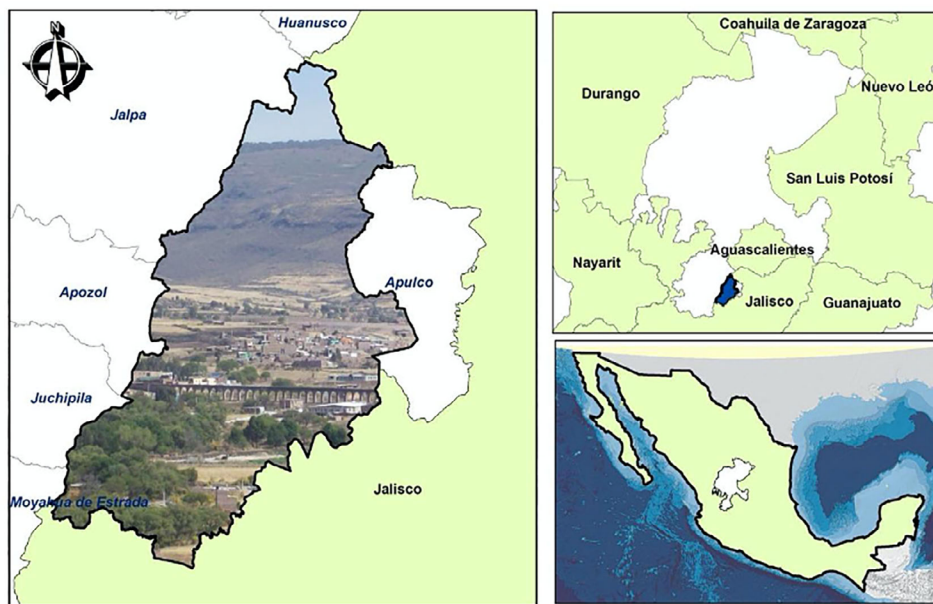 N
Huanusco
Jalpa
Apozol
Apulco
Juchipila
Moyahua de Estrada
Jalisco
Coahuila de Zaragoza
Durango
Nuevo Leó
San Luis Potosí
Aguascalientes
Nayarit
Jalisco
Guanajuato